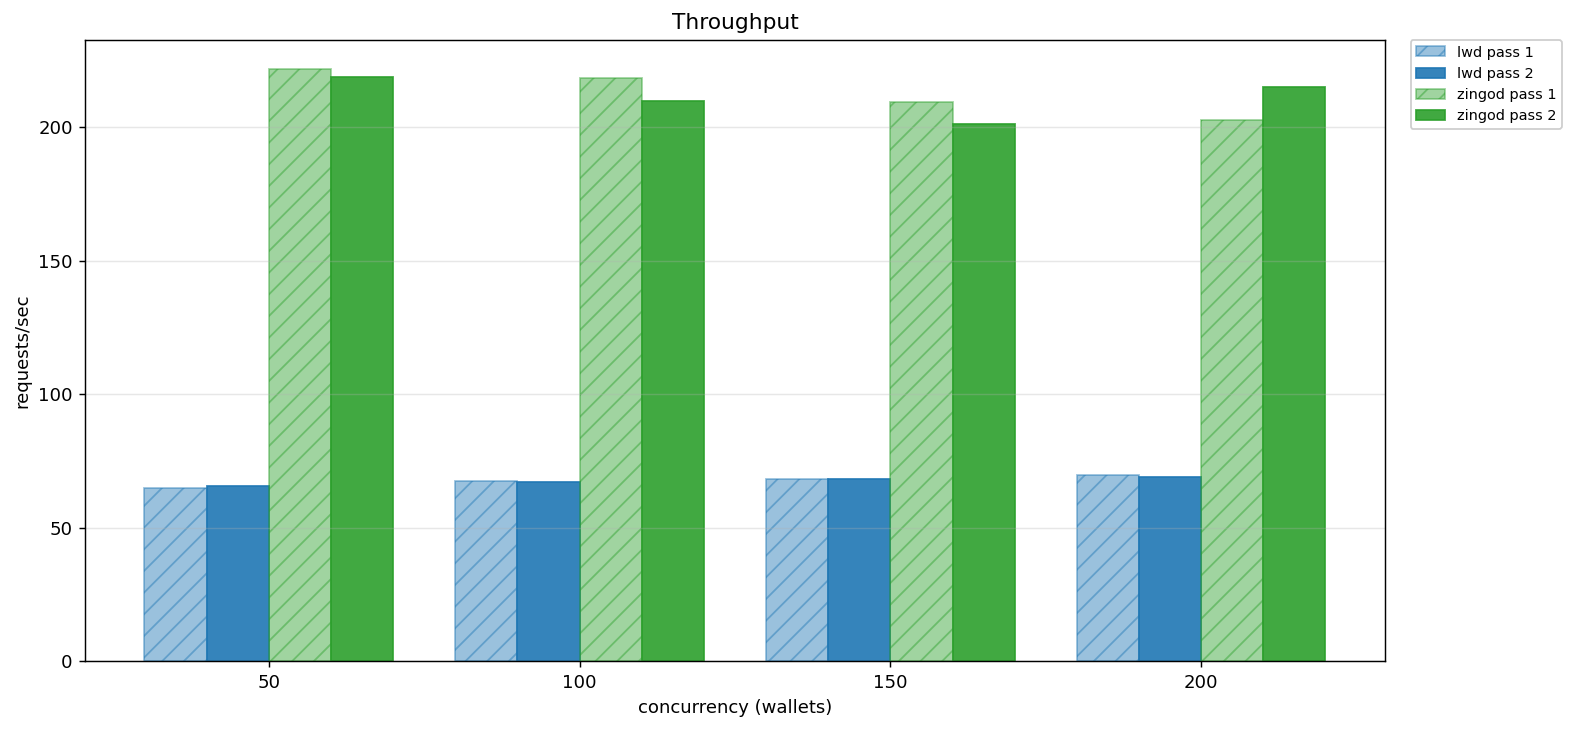 Throughput
lwd pass 1
lwd pass 2
zingod pass 1
zingod pass 2
requests/sec
200
150
100
50
0
50 100 150 200
concurrency (wallets)